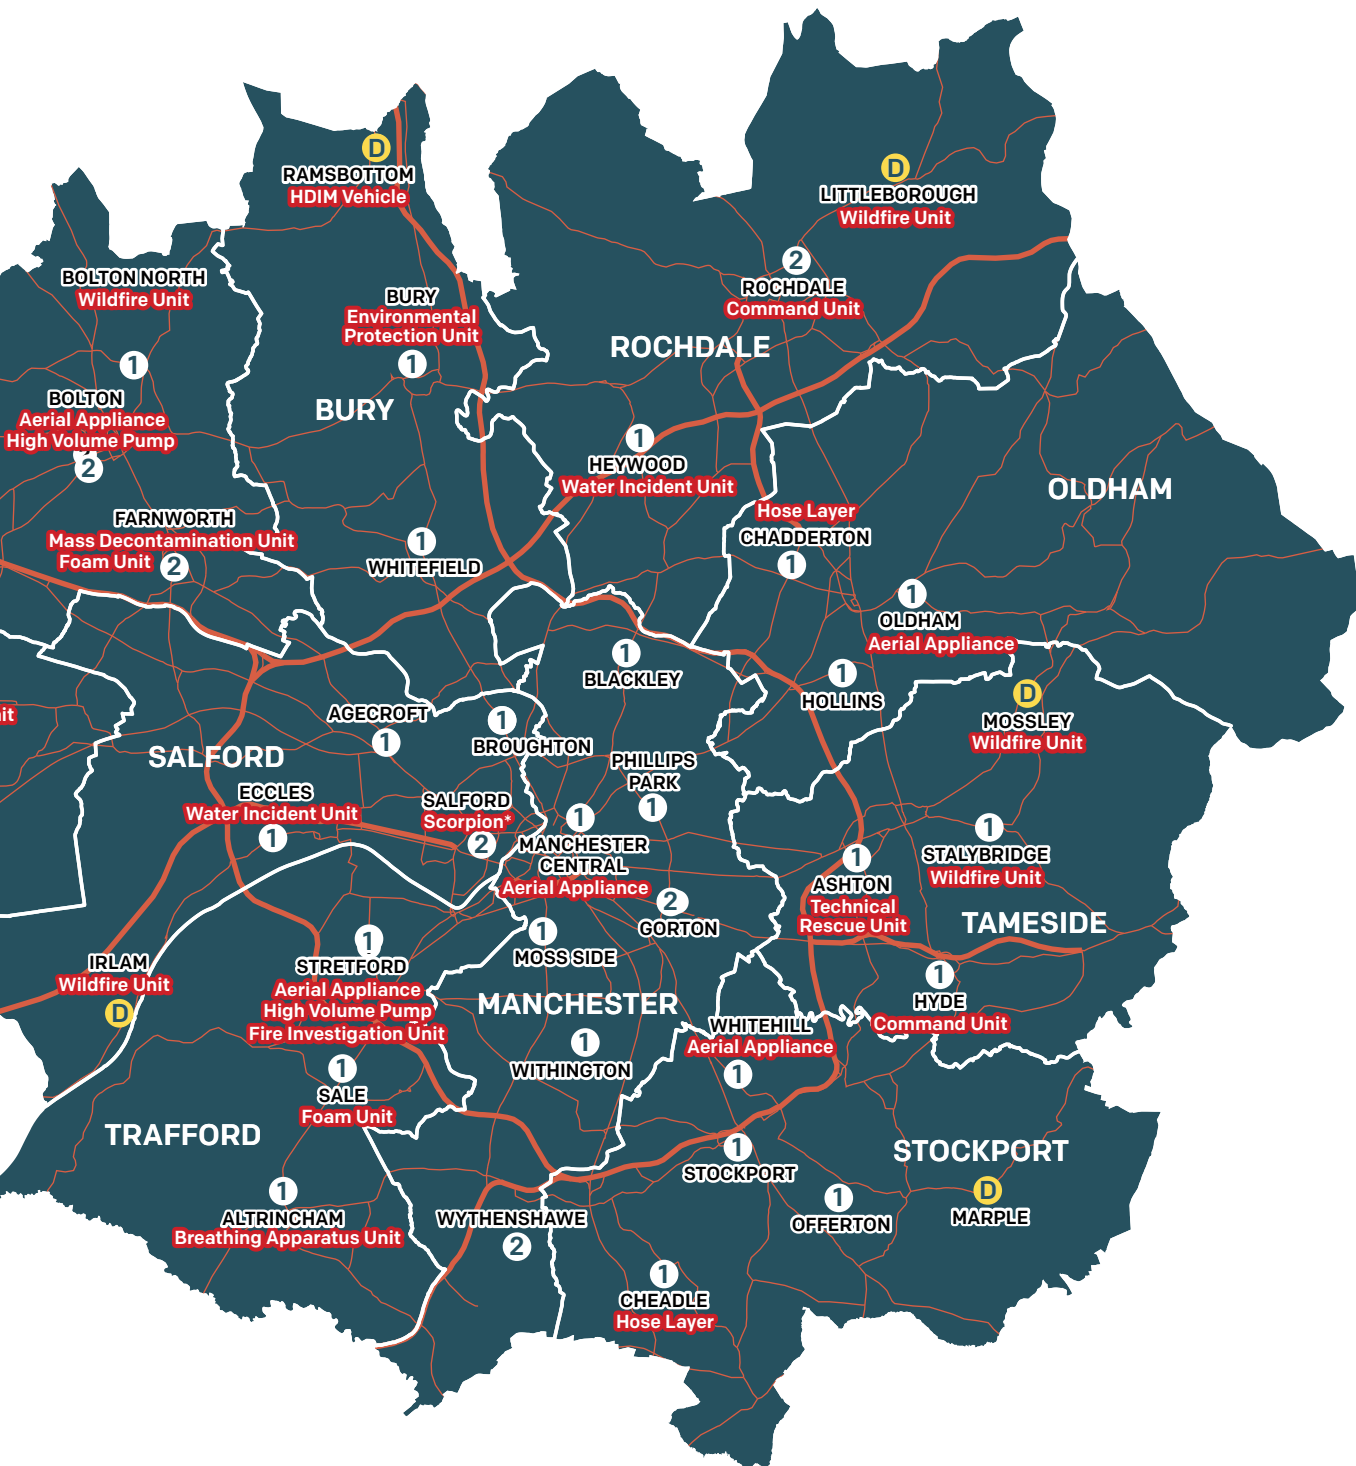 D
RAMSBOTTOM
HDIM Vehicle
D
LITTLEBOROUGH
Wildfire Unit
BOLTON NORTH
Wildfire Unit
1
BURY
Environmental
Protection Unit
1
2
ROCHDALE
Command Unit
ROCHDALE
BURY
BOLTON
Aerial Appliance
High Volume Pump
2
1
HEYWOOD
Water Incident Unit
OLDHAM
FARNWORTH
Mass Decontamination Unit
Foam Unit
2
1
WHITEFIELD
Hose Layer
CHADDERTON
1
1
OLDHAM
Aerial Appliance
1
BLACKLEY
1
HOLLINS
D
MOSSLEY
Wildfire Unit
it
AGECROFT
1
1
BROUGHTON
SALFORD
PHILLIPS
PARK
1
ECCLES
Water Incident Unit
1
SALFORD
Scorpion*
2
1
MANCHESTER
CENTRAL
Aerial Appliance
1
STALYBRIDGE
Wildfire Unit
1
ASHTON
Technical
Rescue Unit
TAMESIDE
2
GORTON
1
MOSS SIDE
1
STRETFORD
Aerial Appliance
High Volume Pump
Fire Investigation Unit
IRLAM
Wildfire Unit
D
1
HYDE
Command Unit
MANCHESTER
WHITEHILL
Aerial Appliance
1
1
WITHINGTON
1
SALE
Foam Unit
TRAFFORD
1
STOCKPORT
STOCKPORT
D
MARPLE
1
OFFERTON
1
ALTRINCHAM
Breathing Apparatus Unit
WYTHENSHAWE
2
1
CHEADLE
Hose Layer